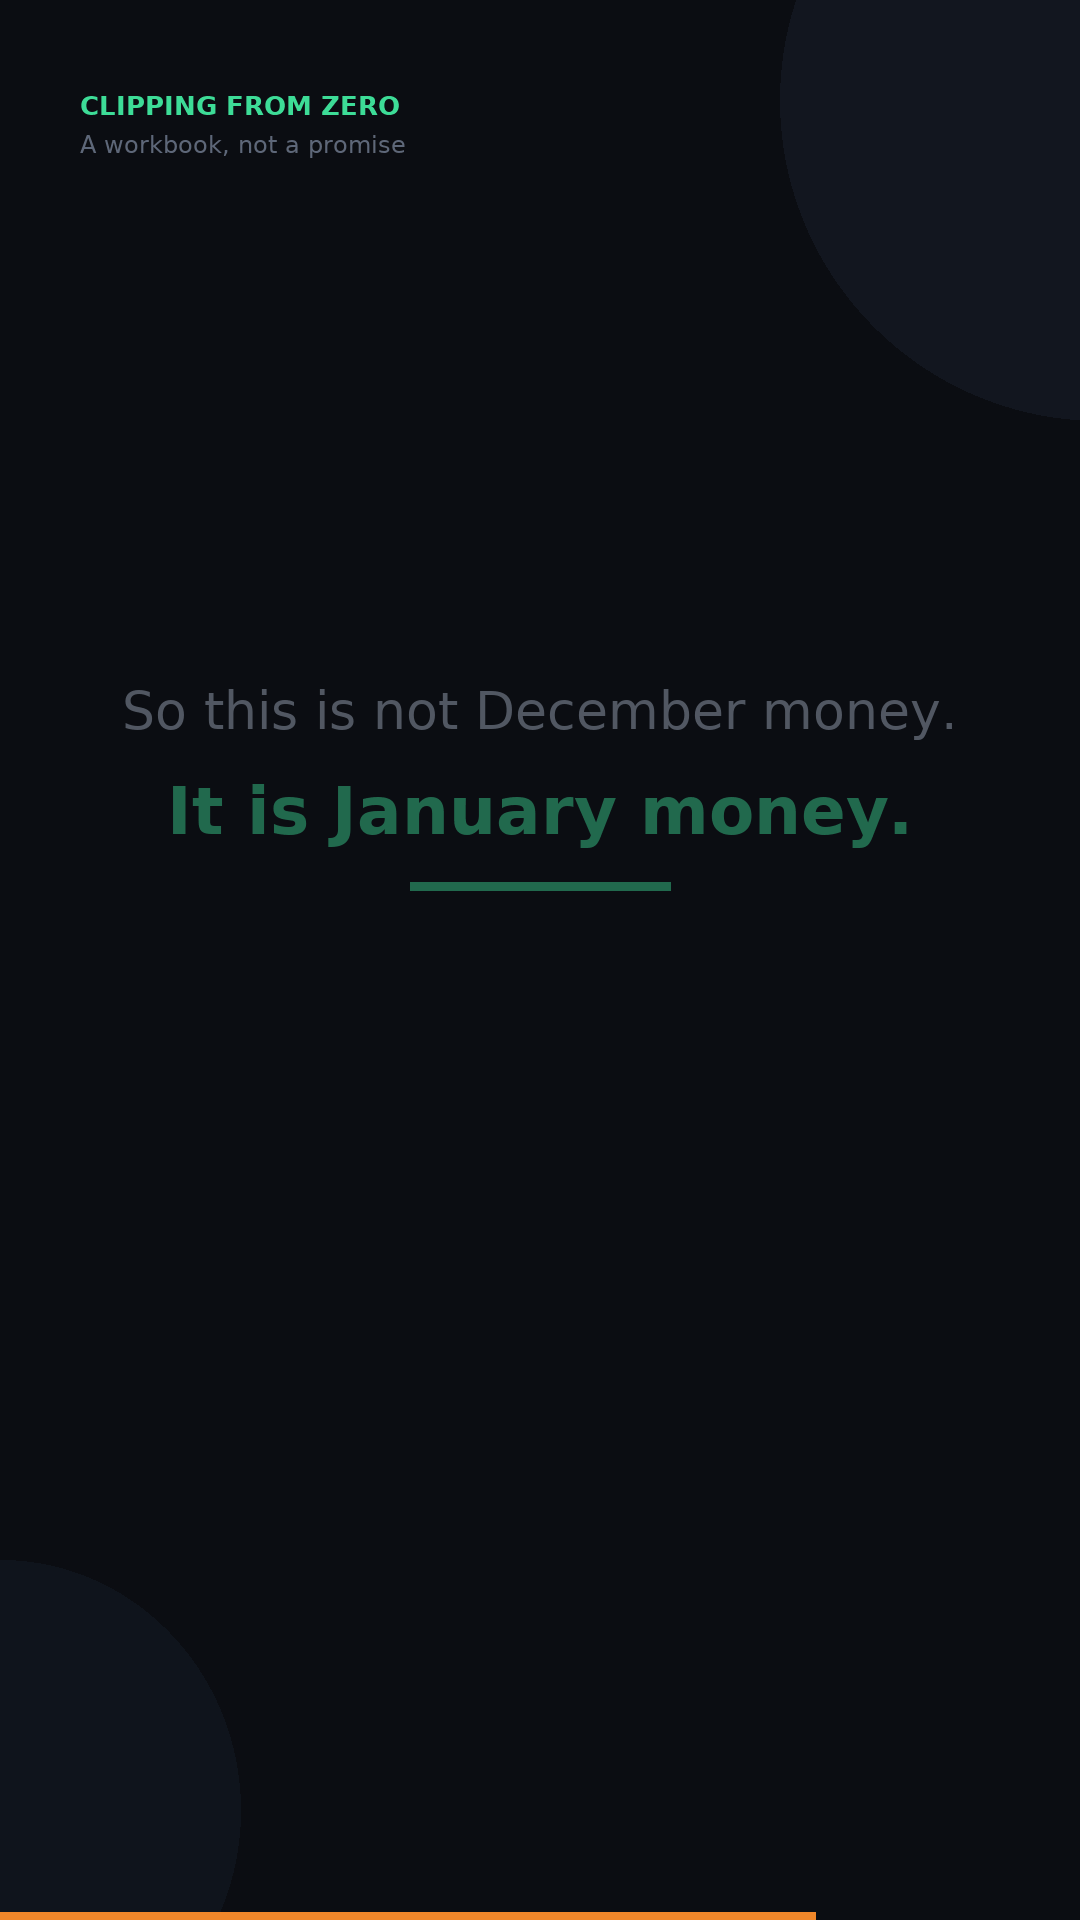 CLIPPING FROM ZERO
A workbook, not a promise
So this is not December money.
It is January money.